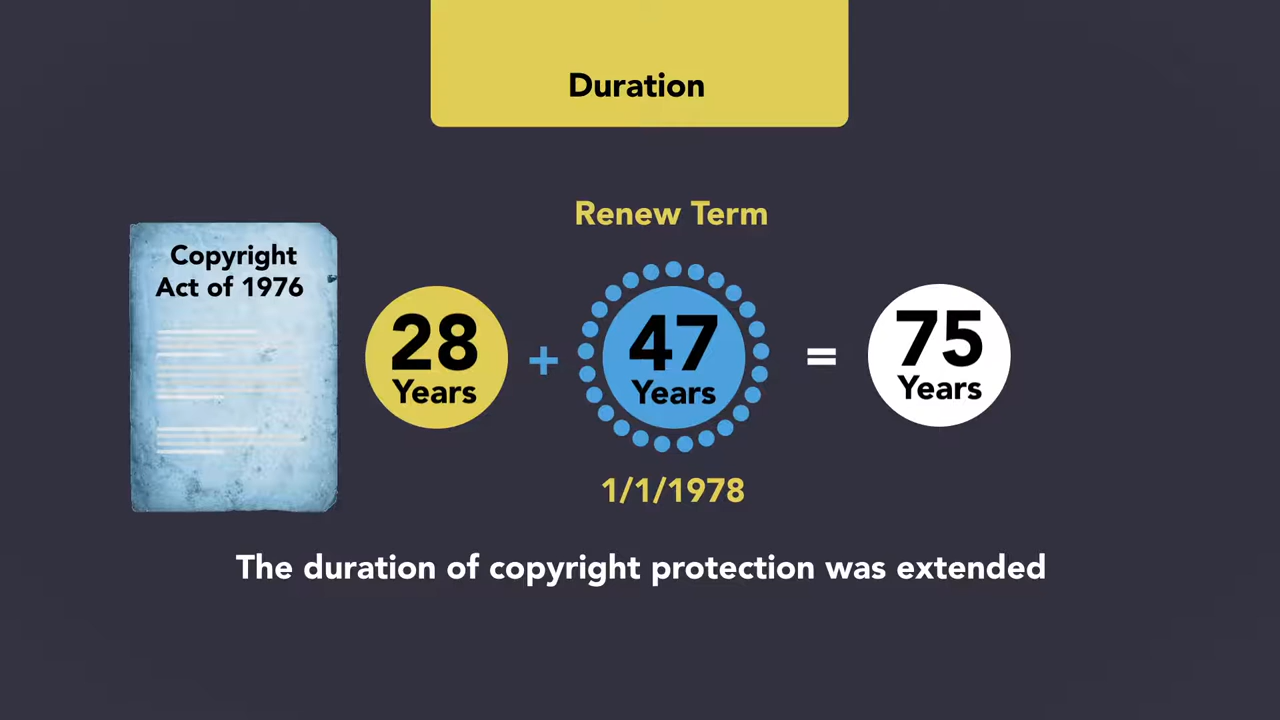 Duration
Renew Term
Copyright
Act of 1976
28
Years
+
47
Years
=
75
Years
1/1/1978
The duration of copyright protection was extended